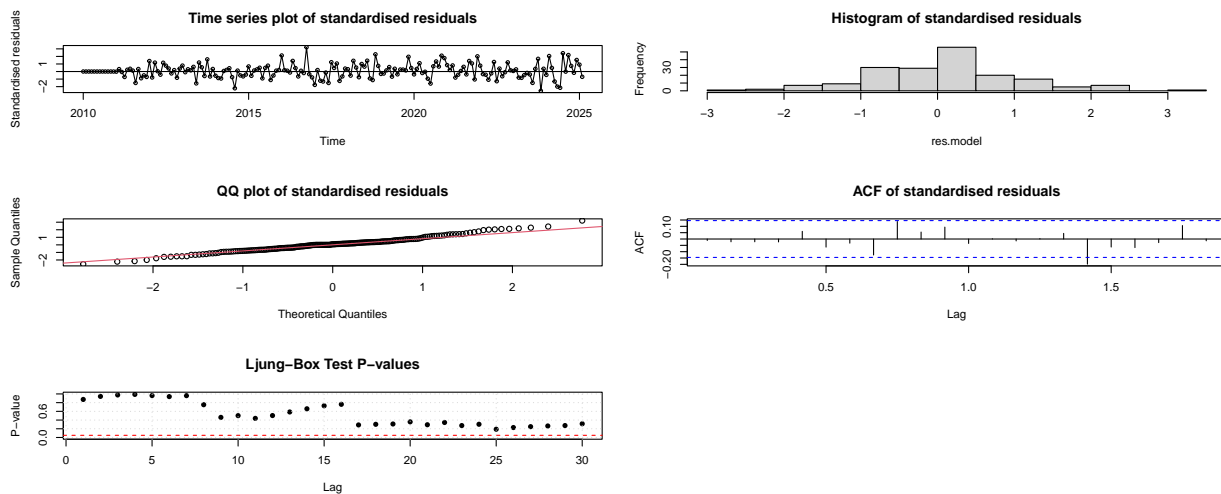 Time series plot of standardised residuals
Standardised residuals
1
−2
2010
2015
2020
2025
Time
Histogram of standardised residuals
Frequency
30
0
−3
−2
−1
0
1
2
3
res.model
QQ plot of standardised residuals
Sample Quantiles
1
−2
−2
−1
0
1
2
Theoretical Quantiles
ACF of standardised residuals
ACF
0.10
−0.20
0.5
1.0
1.5
Lag
Ljung−Box Test P−values
P−value
0.6
0.0
0
5
10
15
20
25
30
Lag